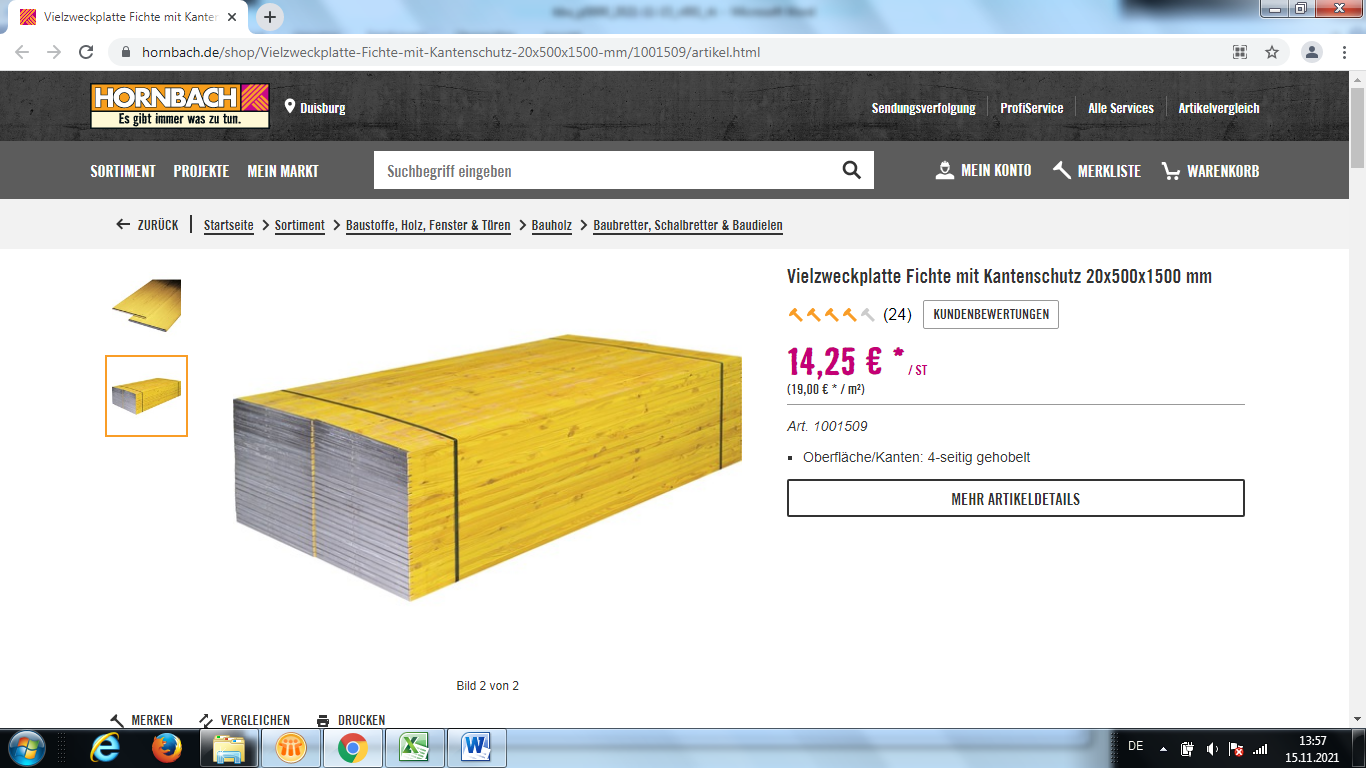 Vielzweckplatte Fichte mit Kanten
hornbach.de/shop/Vielzweckplatte-Fichte-mit-Kantenschutz-20x500x1500-mm/1001509/artikel.html
HORNBACH
Es gibt immer was zu tun.
Duisburg
Sendungsverfolgung ProfiService Alle Services Artikelvergleich
SORTIMENT PROJEKTE MEIN MARKT Suchbegriff eingeben MEIN KONTO MERKLISTE WARENKORB
ZURÜCK Startseite Sortiment Baustoffe, Holz, Fenster & Türen Bauholz Baubretter, Schalbretter & Baudielen
Vielzweckplatte Fichte mit Kantenschutz 20x500x1500 mm
(24) KUNDENBEWERTUNGEN
14,25 € * / ST
(19,00 € * / m²)
Art. 1001509
Oberfläche/Kanten: 4-seitig gehobelt
MEHR ARTIKELDETAILS
Bild 2 von 2
MERKEN VERGLEICHEN DRUCKEN
DE
13:57
15.11.2021